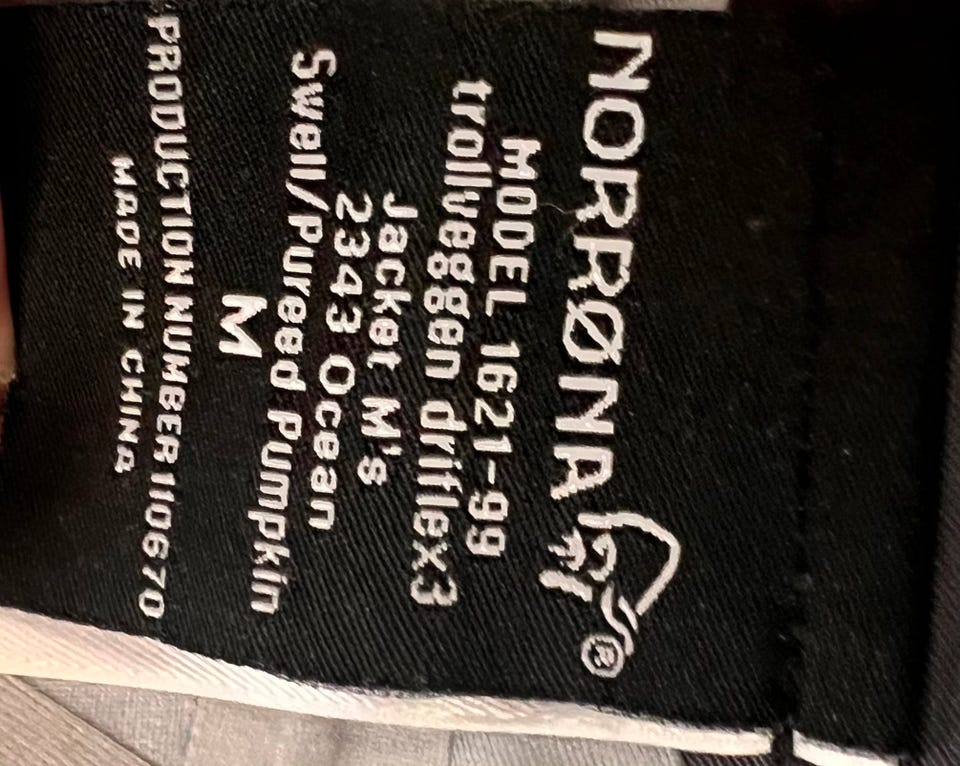 NORRØNA ®
MODEL 1621-99
trollveggen driflex3
Jacket M's
2343 Ocean
Swell/Pureed Pumpkin
M
PRODUCTION NUMBER 110670
MADE IN CHINA